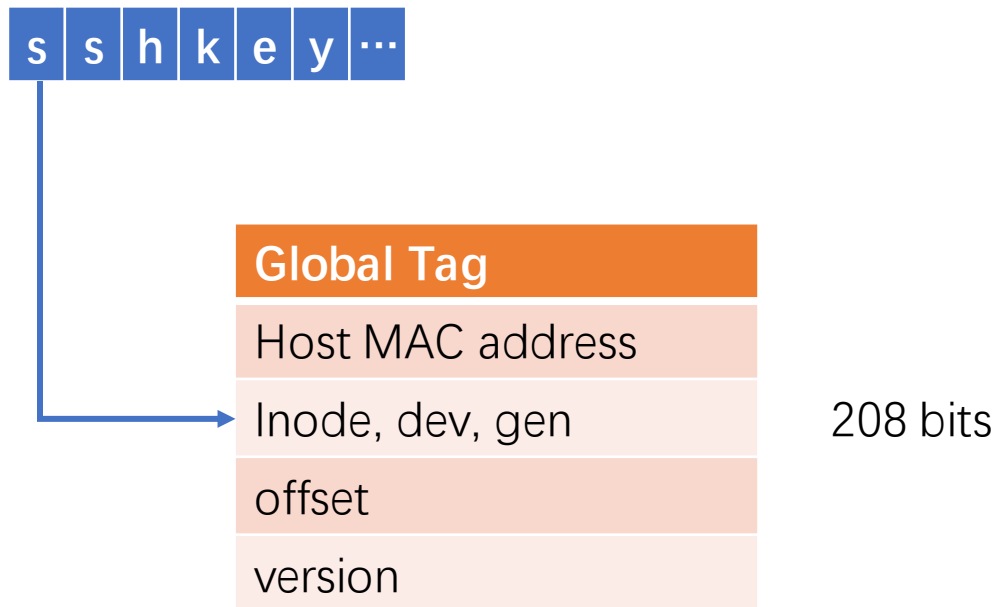 s s h k e y ...
Global Tag
Host MAC address
Inode, dev, gen
208 bits
offset
version